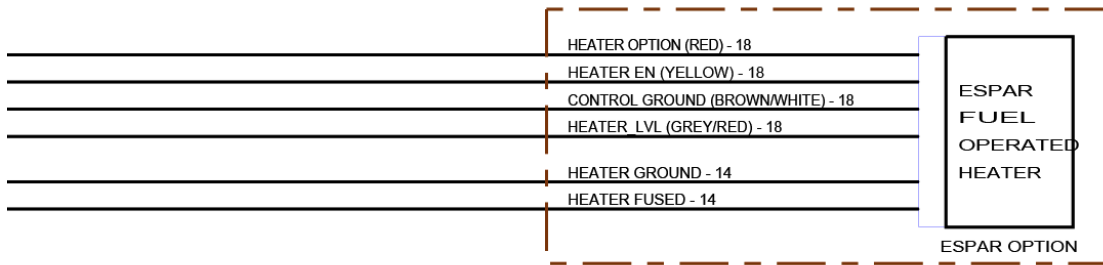 HEATER OPTION (RED) - 18
HEATER EN (YELLOW) - 18
CONTROL GROUND (BROWN/WHITE) - 18
HEATER_LVL (GREY/RED) - 18
HEATER GROUND - 14
HEATER FUSED - 14
ESPAR
FUEL
OPERATED
HEATER
ESPAR OPTION